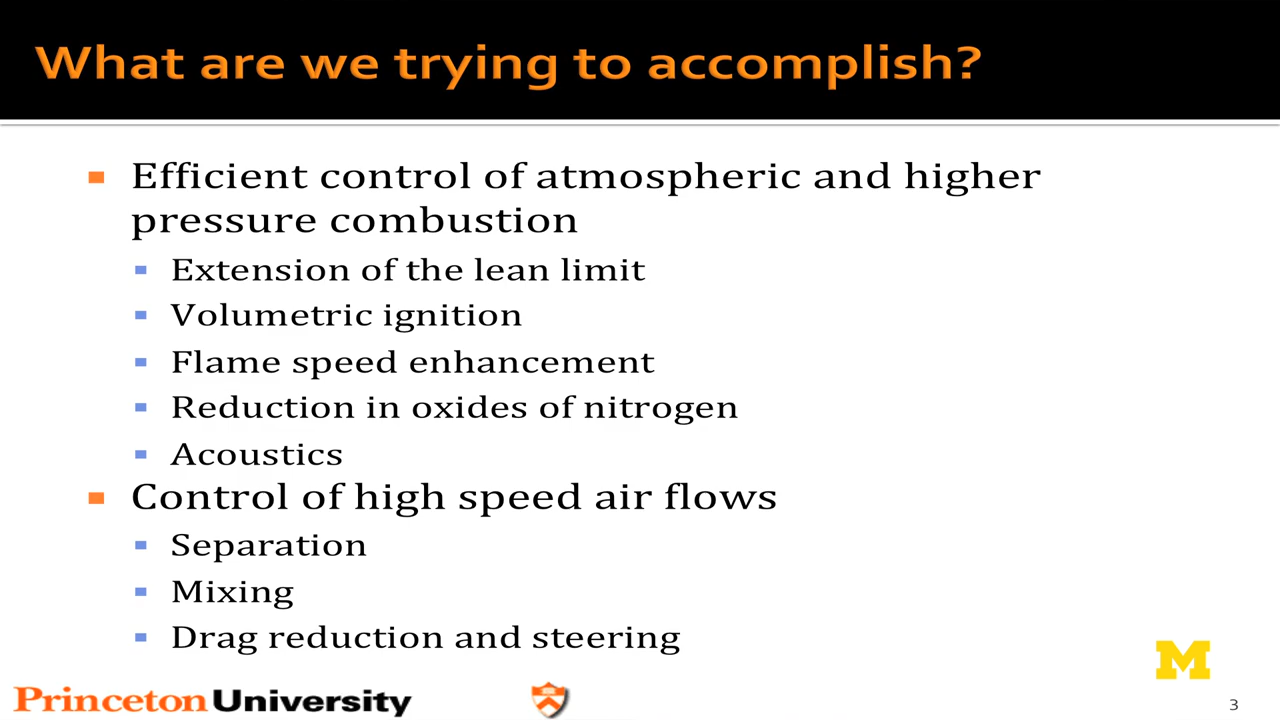 What are we trying to accomplish?
Efficient control of atmospheric and higher
pressure combustion
Extension of the lean limit
Volumetric ignition
Flame speed enhancement
Reduction in oxides of nitrogen
Acoustics
Control of high speed air flows
Separation
Mixing
Drag reduction and steering
M
Princeton University
3